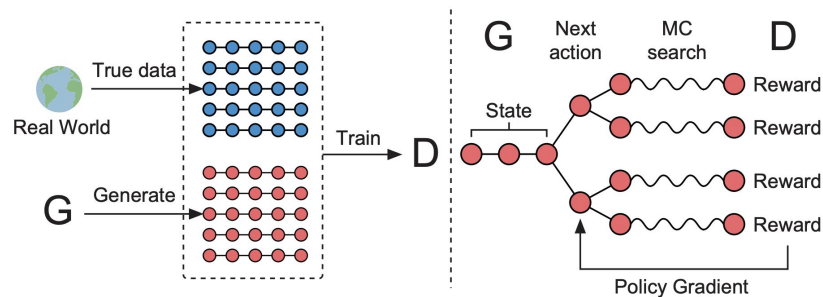 Real World
True data
G
Generate
Train
D
G
Next
action
MC
search
D
State
Reward
Reward
Reward
Reward
Policy Gradient